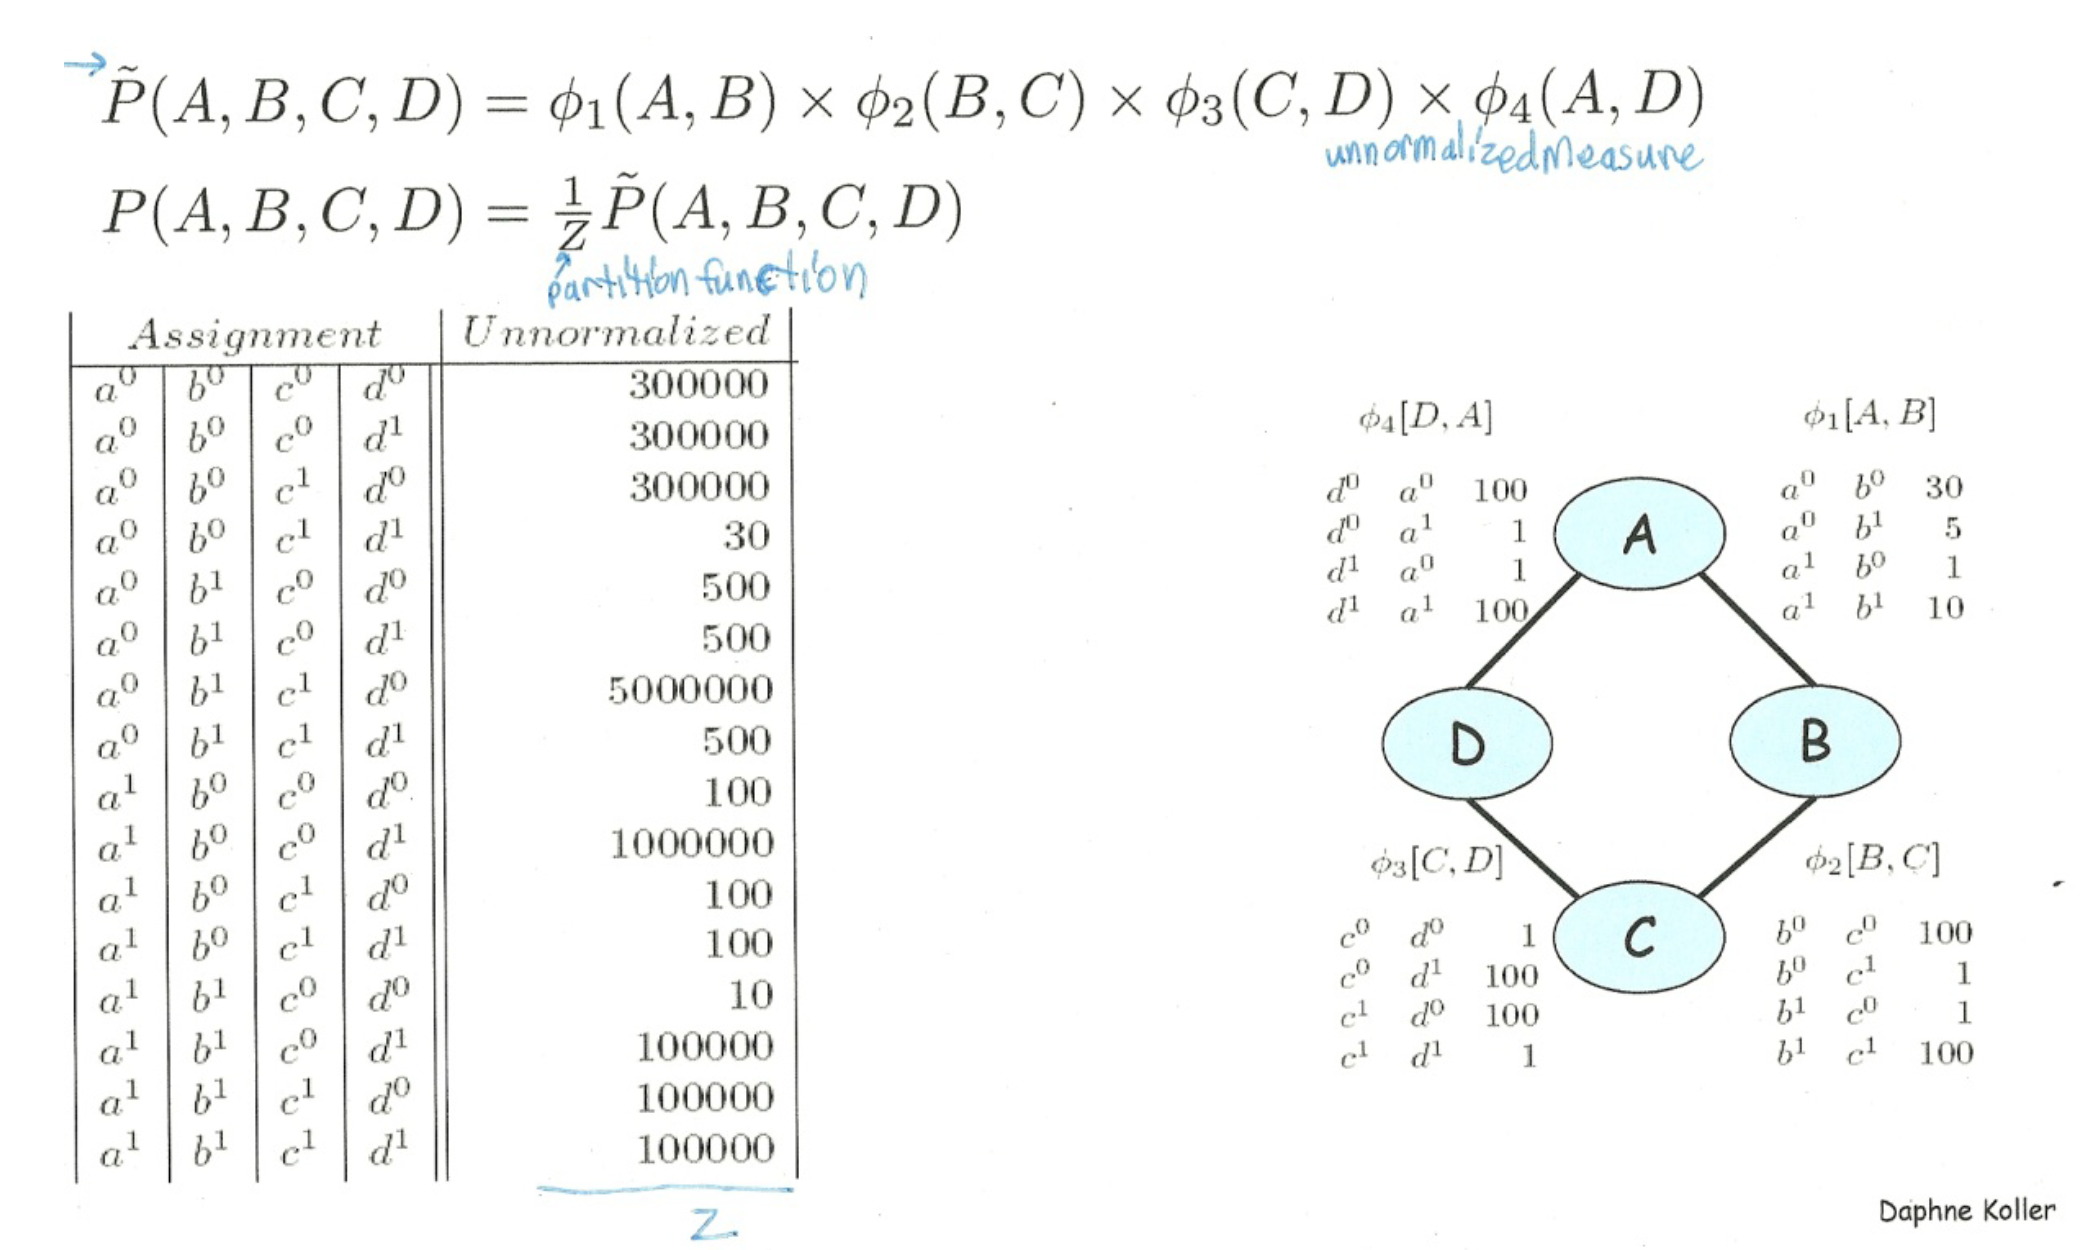 → P̃(A, B, C, D) = ϕ₁(A, B) × ϕ₂(B, C) × ϕ₃(C, D) × ϕ₄(A, D)
unnormalized Measure
P(A, B, C, D) = 1/Z P̃(A, B, C, D)
partition function
Assignment Unnormalized
a⁰ b⁰ c⁰ d⁰ 300000
a⁰ b⁰ c⁰ d¹ 300000
a⁰ b⁰ c¹ d⁰ 300000
a⁰ b⁰ c¹ d¹ 30
a⁰ b¹ c⁰ d⁰ 500
a⁰ b¹ c⁰ d¹ 500
a⁰ b¹ c¹ d⁰ 5000000
a⁰ b¹ c¹ d¹ 500
a¹ b⁰ c⁰ d⁰ 100
a¹ b⁰ c⁰ d¹ 1000000
a¹ b⁰ c¹ d⁰ 100
a¹ b⁰ c¹ d¹ 100
a¹ b¹ c⁰ d⁰ 10
a¹ b¹ c⁰ d¹ 100000
a¹ b¹ c¹ d⁰ 100000
a¹ b¹ c¹ d¹ 100000
Z
ϕ₄[D, A]
d⁰ a⁰ 100
d⁰ a¹ 1
d¹ a⁰ 1
d¹ a¹ 100
ϕ₁[A, B]
a⁰ b⁰ 30
a⁰ b¹ 5
a¹ b⁰ 1
a¹ b¹ 10
A
D
B
C
ϕ₃[C, D]
c⁰ d⁰ 1
c⁰ d¹ 100
c¹ d⁰ 100
c¹ d¹ 1
ϕ₂[B, C]
b⁰ c⁰ 100
b⁰ c¹ 1
b¹ c⁰ 1
b¹ c¹ 100
Daphne Koller